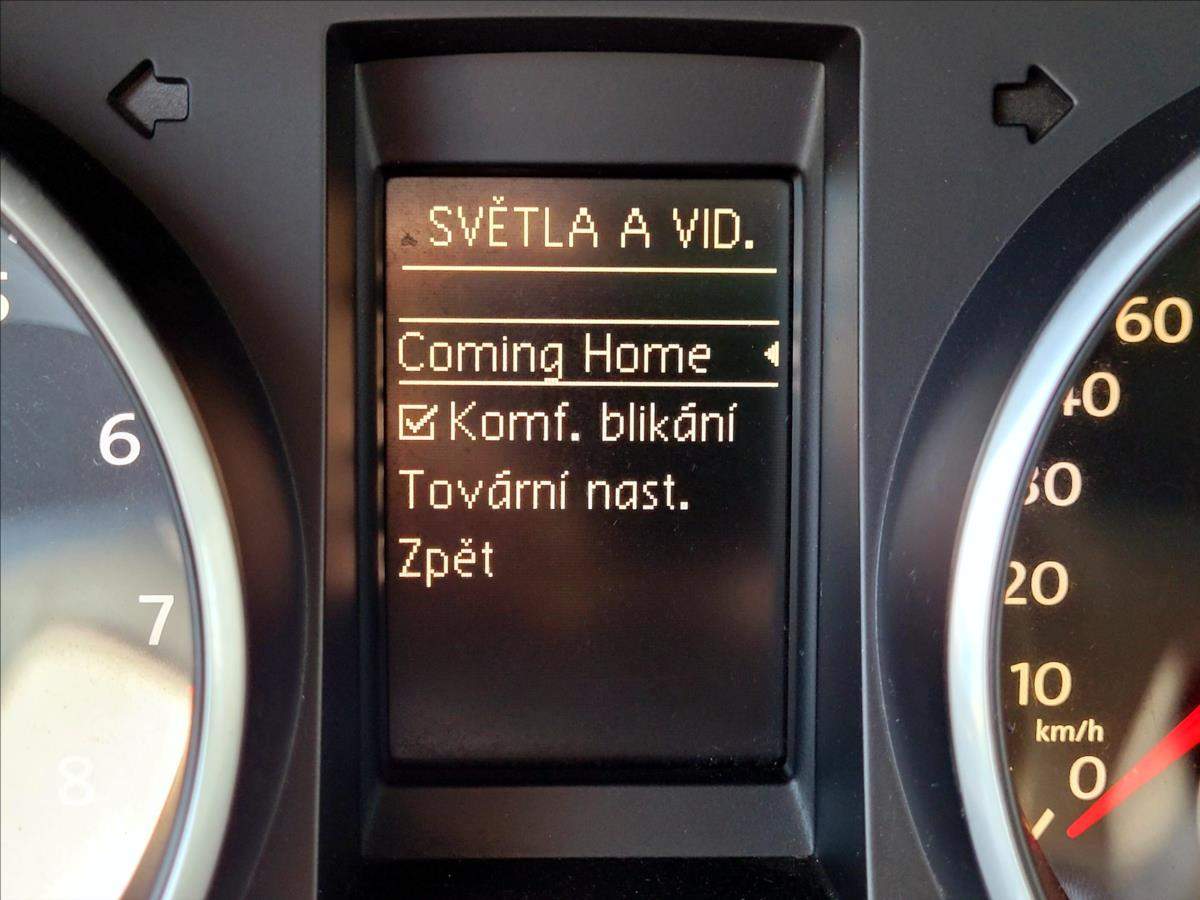 SVĚTLA A VID.
Coming Home
Komf. blikání
Tovární nast.
Zpět
6
7
8
60
40
30
20
10
km/h
0